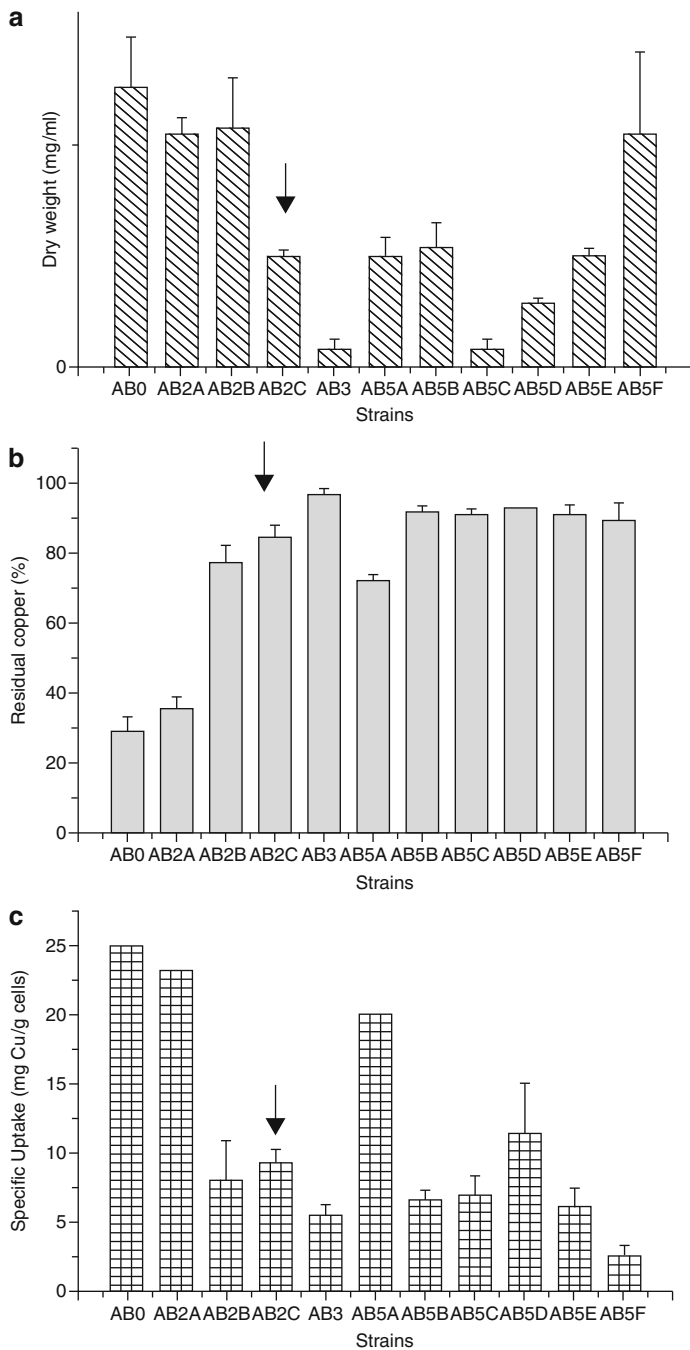 a
Dry weight (mg/ml)
0
AB0 AB2A AB2B AB2C AB3 AB5A AB5B AB5C AB5D AB5E AB5F
Strains
b
Residual copper (%)
100
80
60
40
20
0
AB0 AB2A AB2B AB2C AB3 AB5A AB5B AB5C AB5D AB5E AB5F
Strains
c
Specific Uptake (mg Cu/g cells)
25
20
15
10
5
0
AB0 AB2A AB2B AB2C AB3 AB5A AB5B AB5C AB5D AB5E AB5F
Strains